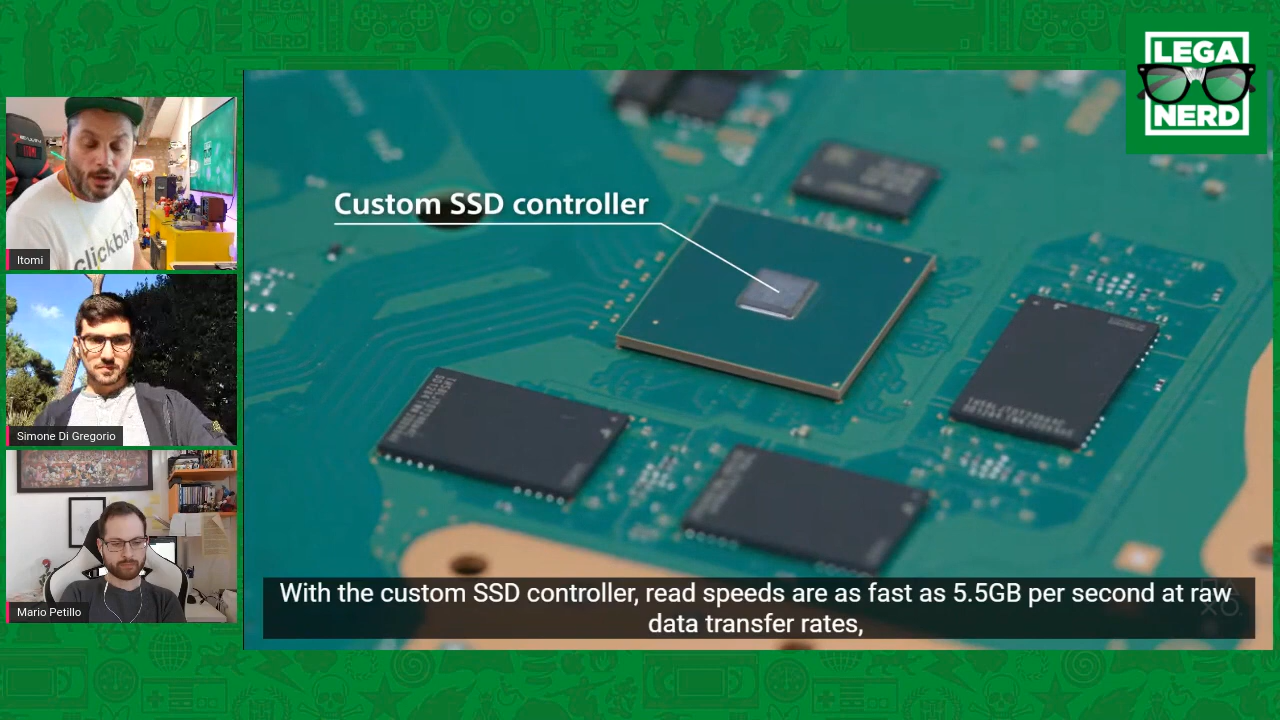 LEGA
NERD
Custom SSD controller
clickba
Itomi
Simone Di Gregorio
Mario Petillo
With the custom SSD controller, read speeds are as fast as 5.5GB per second at raw
data transfer rates,